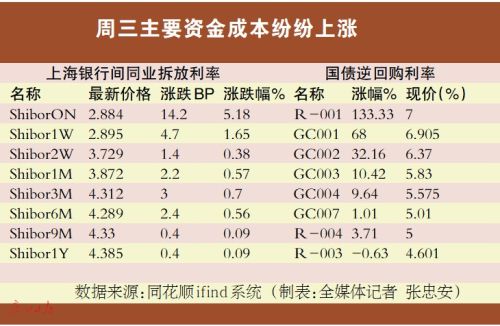 周三主要资金成本纷纷上涨
上海银行间同业拆放利率 国债逆回购利率
名称 最新价格 涨跌BP 涨跌幅% 名称 涨幅% 现价(%)
ShiborON 2.884 14.2 5.18 R-001 133.33 7
Shibor1W 2.895 4.7 1.65 GC001 68 6.905
Shibor2W 3.729 1.4 0.38 GC002 32.16 6.37
Shibor1M 3.872 2.2 0.57 GC003 10.42 5.83
Shibor3M 4.312 3 0.7 GC004 9.64 5.575
Shibor6M 4.289 2.4 0.56 GC007 1.01 5.01
Shibor9M 4.33 0.4 0.09 R-004 3.71 5
Shibor1Y 4.385 0.4 0.09 R-003 -0.63 4.601
数据来源:同花顺ifind系统 (制表:全媒体记者 张忠安)